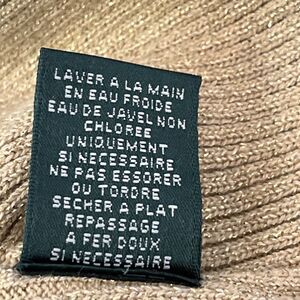 LAVER A LA MAIN
EN EAU FROIDE
EAU DE JAVEL NON
CHLOREE
UNIQUEMENT
SI NECESSAIRE
NE PAS ESSORER
OU TORDRE
SECHER A PLAT
REPASSAGE
A FER DOUX
SI NECESSAIRE